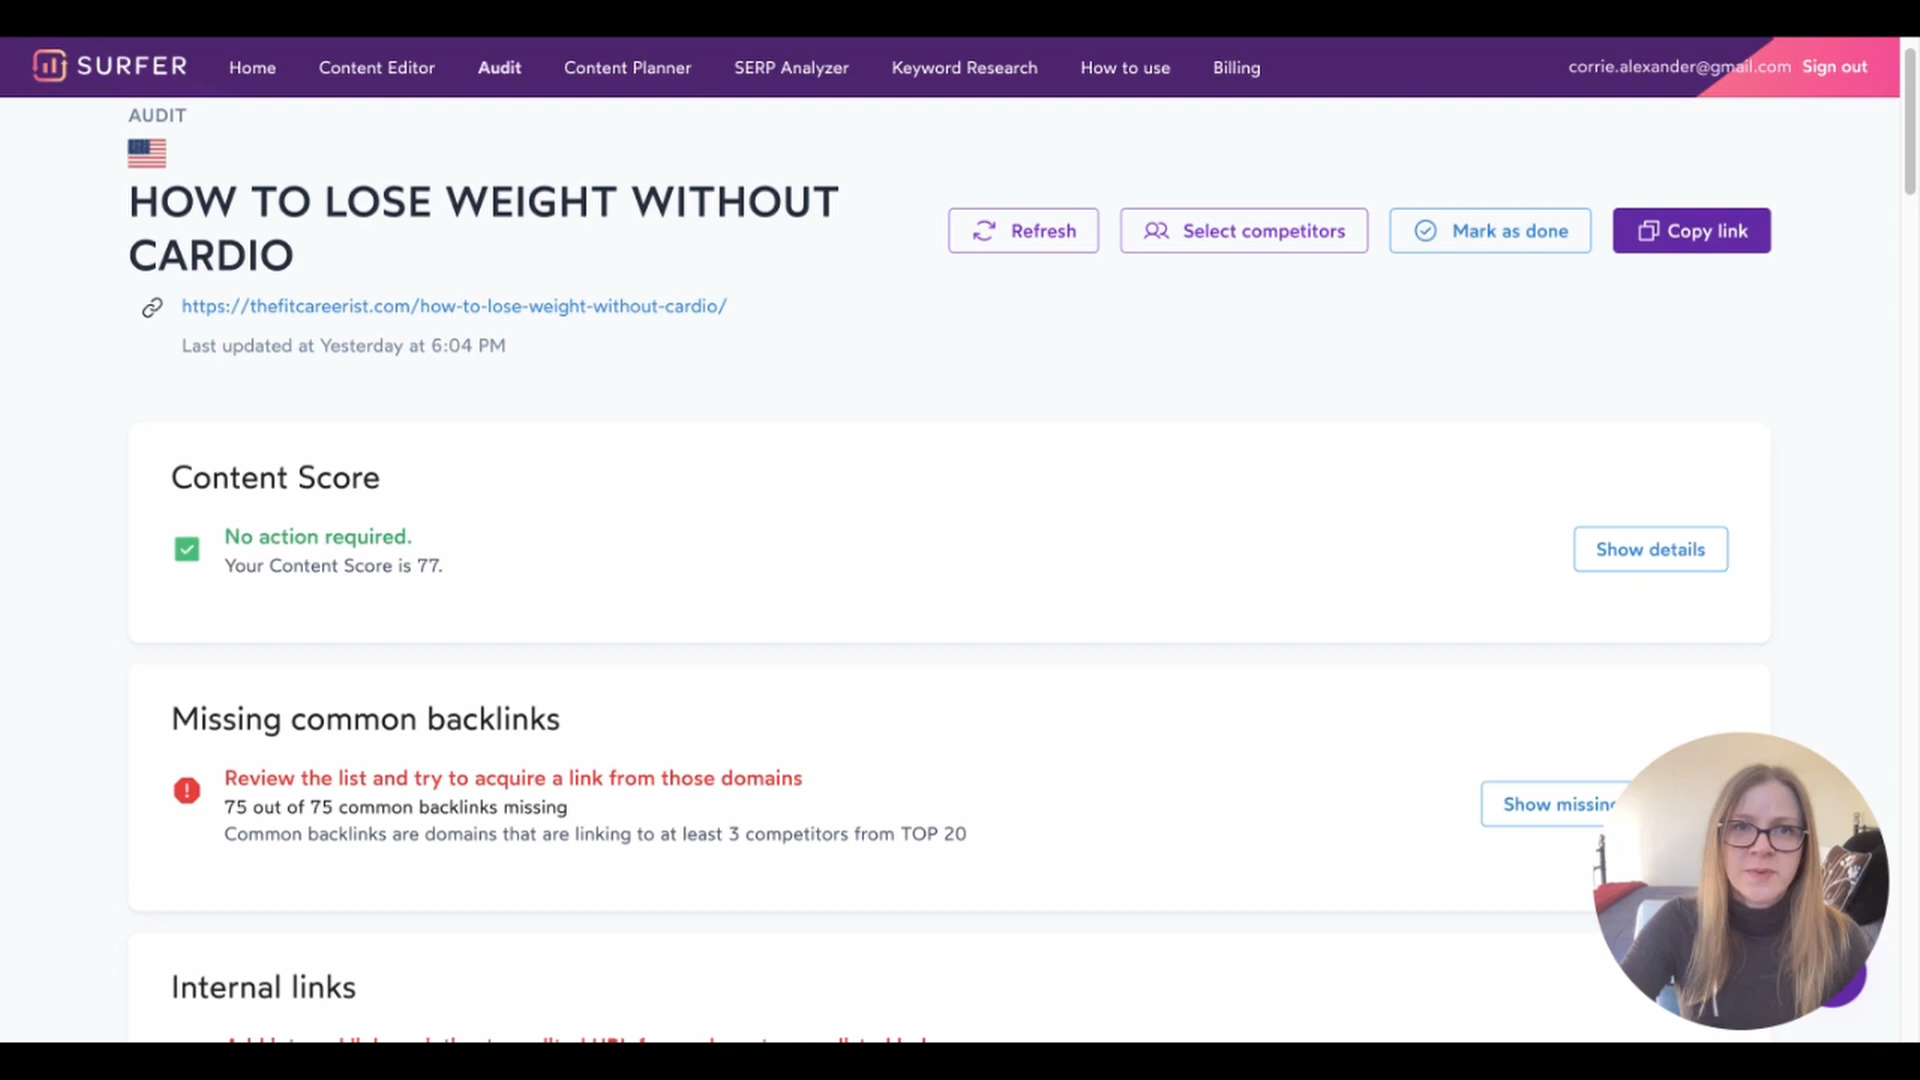 SURFER Home Content Editor Audit Content Planner SERP Analyzer Keyword Research How to use Billing corrie.alexander@gmail.com Sign out
AUDIT
HOW TO LOSE WEIGHT WITHOUT
CARDIO
Refresh Select competitors Mark as done Copy link
https://thefitcareerist.com/how-to-lose-weight-without-cardio/
Last updated at Yesterday at 6:04 PM
Content Score
No action required.
Your Content Score is 77.
Show details
Missing common backlinks
Review the list and try to acquire a link from those domains
75 out of 75 common backlinks missing
Common backlinks are domains that are linking to at least 3 competitors from TOP 20
Show missing
Internal links